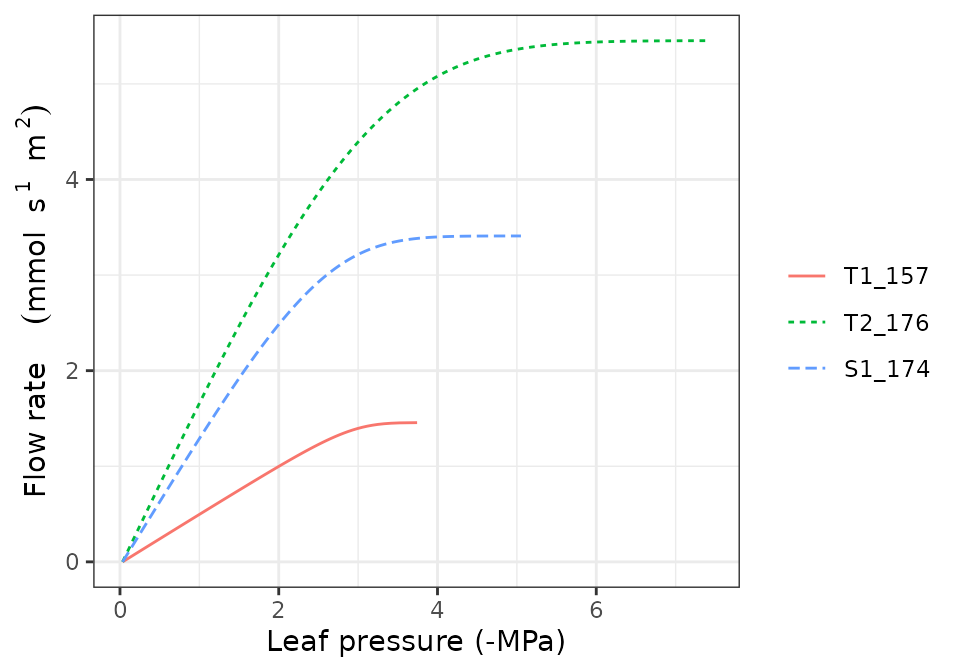 Flow rate (mmol s¹ m²)
4
2
0
0 2 4 6
Leaf pressure (-MPa)
T1_157
T2_176
S1_174